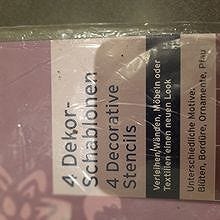 4 Dekor-
Schablonen
4 Decorative
Stencils
Verleihen Wänden, Möbeln oder
Textilien einen neuen Look
Unterschiedliche Motive:
Blüten, Bordüre, Ornamente, Pfau